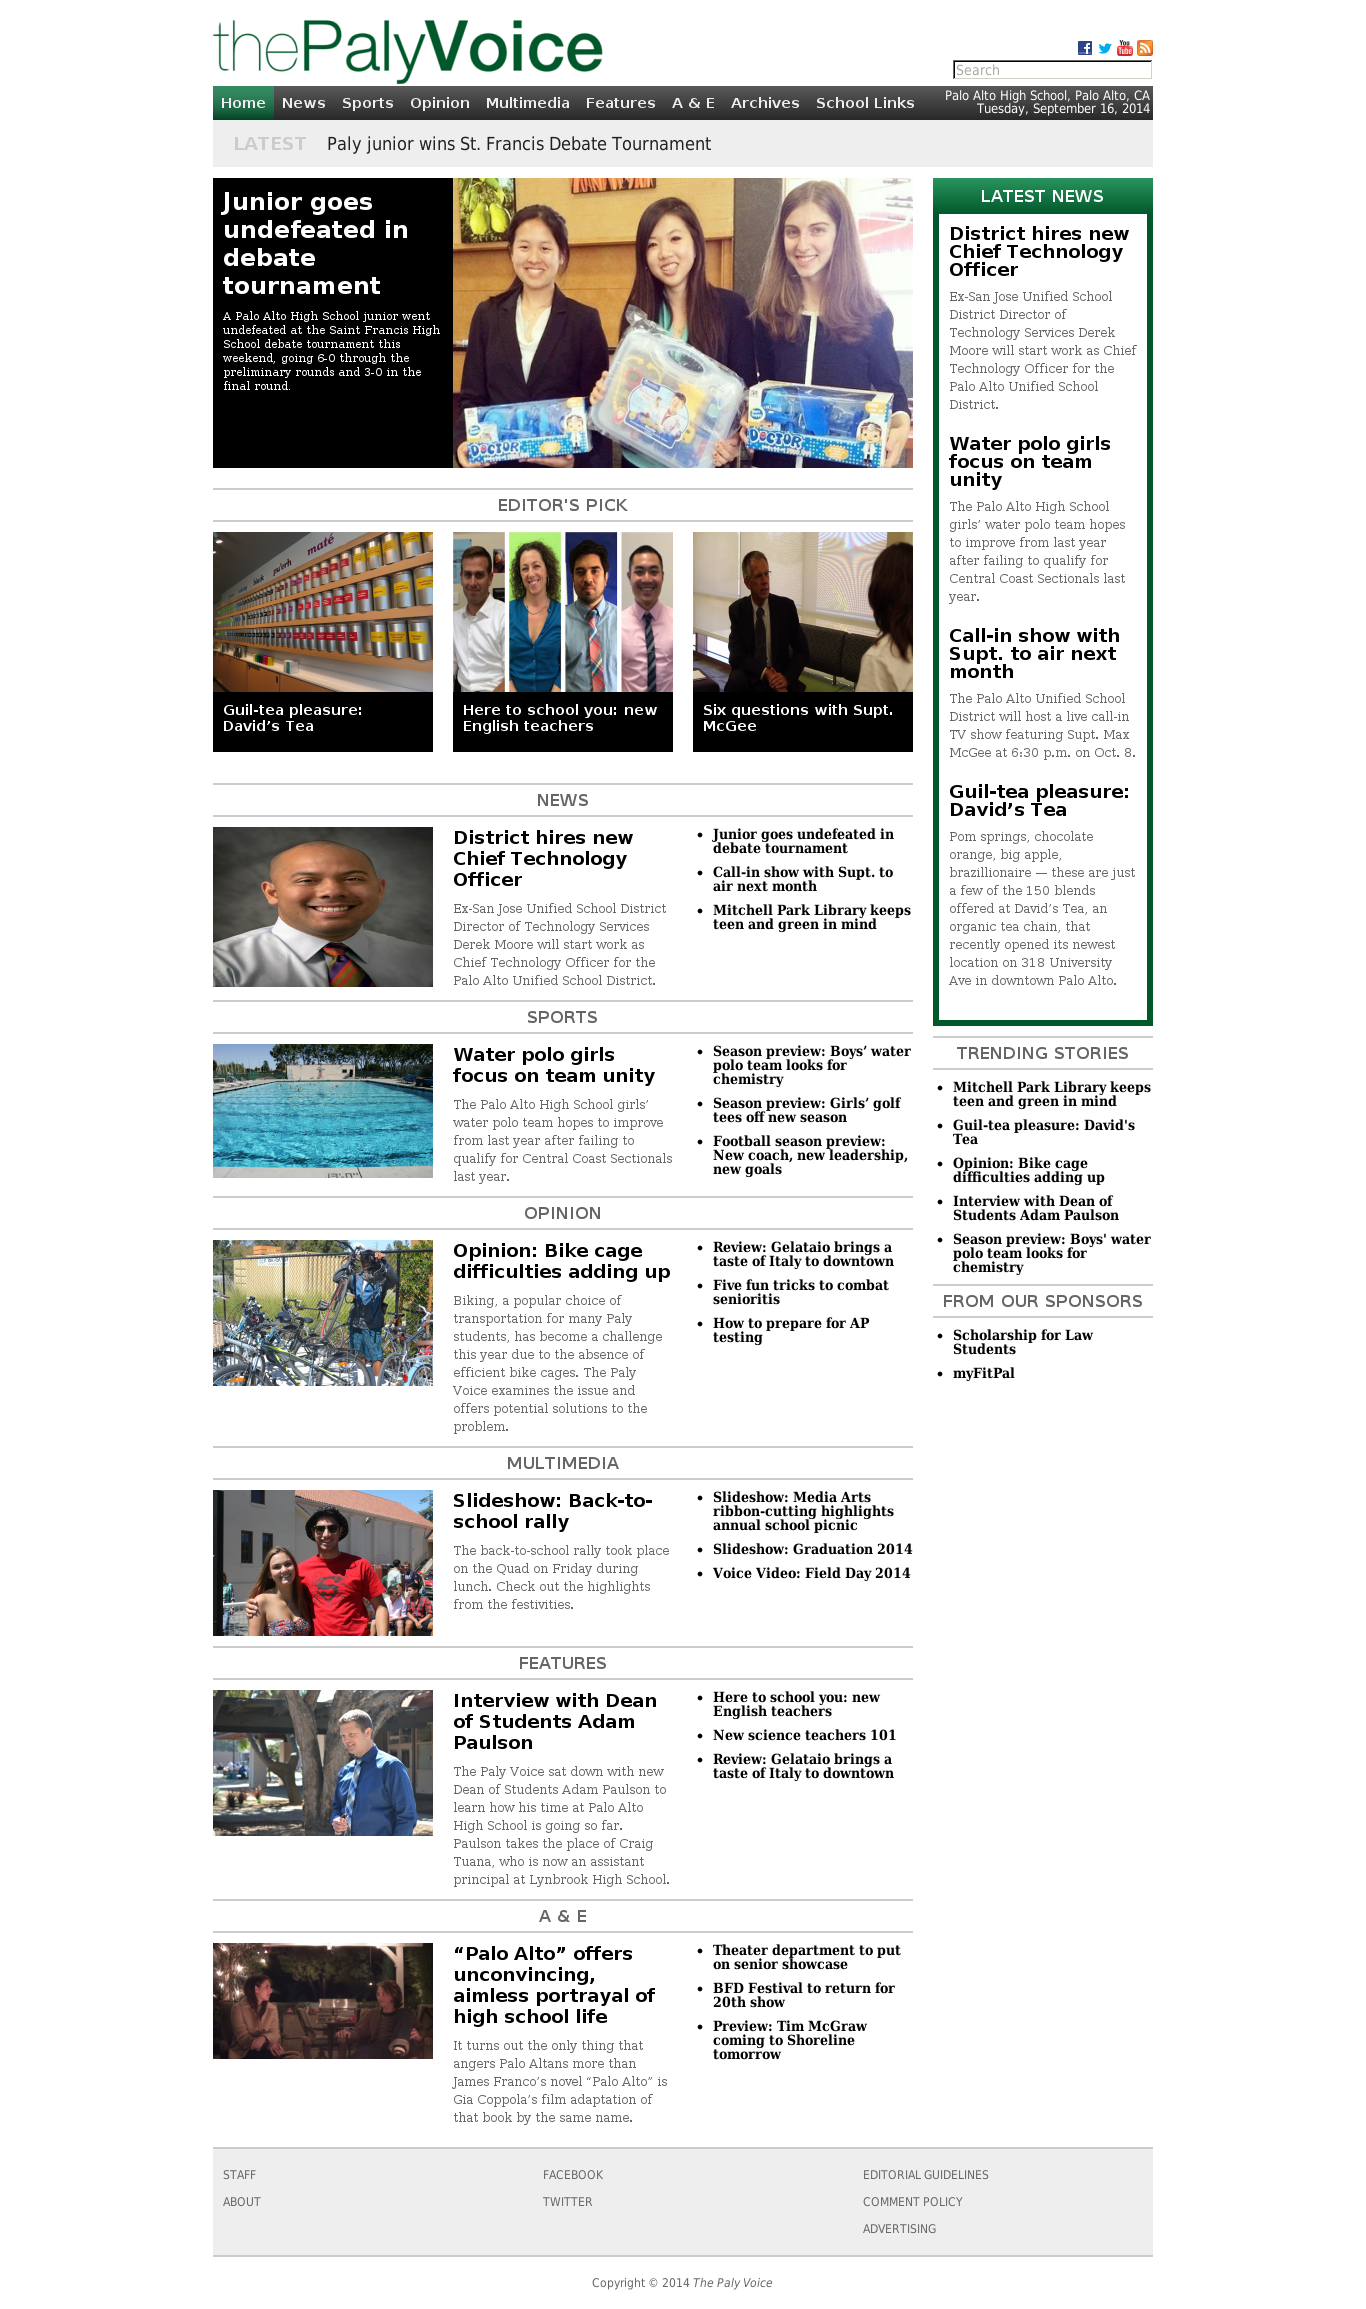 thePalyVoice
Search
Home News Sports Opinion Multimedia Features A & E Archives School Links
Palo Alto High School, Palo Alto, CA
Tuesday, September 16, 2014
LATEST Paly junior wins St. Francis Debate Tournament
Junior goes
undefeated in
debate
tournament
A Palo Alto High School junior went
undefeated at the Saint Francis High
School debate tournament this
weekend, going 6-0 through the
preliminary rounds and 3-0 in the
final round.
DOCTOR
DOCTOR
EDITOR'S PICK
maté
pu'erh
black
Guil-tea pleasure:
David’s Tea
Here to school you: new
English teachers
Six questions with Supt.
McGee
NEWS
District hires new
Chief Technology
Officer
Ex-San Jose Unified School District
Director of Technology Services
Derek Moore will start work as
Chief Technology Officer for the
Palo Alto Unified School District.
• Junior goes undefeated in
debate tournament
• Call-in show with Supt. to
air next month
• Mitchell Park Library keeps
teen and green in mind
SPORTS
Water polo girls
focus on team unity
The Palo Alto High School girls’
water polo team hopes to improve
from last year after failing to
qualify for Central Coast Sectionals
last year.
• Season preview: Boys’ water
polo team looks for
chemistry
• Season preview: Girls’ golf
tees off new season
• Football season preview:
New coach, new leadership,
new goals
OPINION
Opinion: Bike cage
difficulties adding up
Biking, a popular choice of
transportation for many Paly
students, has become a challenge
this year due to the absence of
efficient bike cages. The Paly
Voice examines the issue and
offers potential solutions to the
problem.
• Review: Gelataio brings a
taste of Italy to downtown
• Five fun tricks to combat
senioritis
• How to prepare for AP
testing
MULTIMEDIA
Slideshow: Back-to-
school rally
The back-to-school rally took place
on the Quad on Friday during
lunch. Check out the highlights
from the festivities.
• Slideshow: Media Arts
ribbon-cutting highlights
annual school picnic
• Slideshow: Graduation 2014
• Voice Video: Field Day 2014
FEATURES
Interview with Dean
of Students Adam
Paulson
The Paly Voice sat down with new
Dean of Students Adam Paulson to
learn how his time at Palo Alto
High School is going so far.
Paulson takes the place of Craig
Tuana, who is now an assistant
principal at Lynbrook High School.
• Here to school you: new
English teachers
• New science teachers 101
• Review: Gelataio brings a
taste of Italy to downtown
A & E
“Palo Alto” offers
unconvincing,
aimless portrayal of
high school life
It turns out the only thing that
angers Palo Altans more than
James Franco’s novel “Palo Alto” is
Gia Coppola’s film adaptation of
that book by the same name.
• Theater department to put
on senior showcase
• BFD Festival to return for
20th show
• Preview: Tim McGraw
coming to Shoreline
tomorrow
LATEST NEWS
District hires new
Chief Technology
Officer
Ex-San Jose Unified School
District Director of
Technology Services Derek
Moore will start work as Chief
Technology Officer for the
Palo Alto Unified School
District.
Water polo girls
focus on team
unity
The Palo Alto High School
girls’ water polo team hopes
to improve from last year
after failing to qualify for
Central Coast Sectionals last
year.
Call-in show with
Supt. to air next
month
The Palo Alto Unified School
District will host a live call-in
TV show featuring Supt. Max
McGee at 6:30 p.m. on Oct. 8.
Guil-tea pleasure:
David’s Tea
Pom springs, chocolate
orange, big apple,
brazillionaire — these are just
a few of the 150 blends
offered at David’s Tea, an
organic tea chain, that
recently opened its newest
location on 318 University
Ave in downtown Palo Alto.
TRENDING STORIES
• Mitchell Park Library keeps
teen and green in mind
• Guil-tea pleasure: David's
Tea
• Opinion: Bike cage
difficulties adding up
• Interview with Dean of
Students Adam Paulson
• Season preview: Boys' water
polo team looks for
chemistry
FROM OUR SPONSORS
• Scholarship for Law
Students
• myFitPal
STAFF
ABOUT
FACEBOOK
TWITTER
EDITORIAL GUIDELINES
COMMENT POLICY
ADVERTISING
Copyright © 2014 The Paly Voice